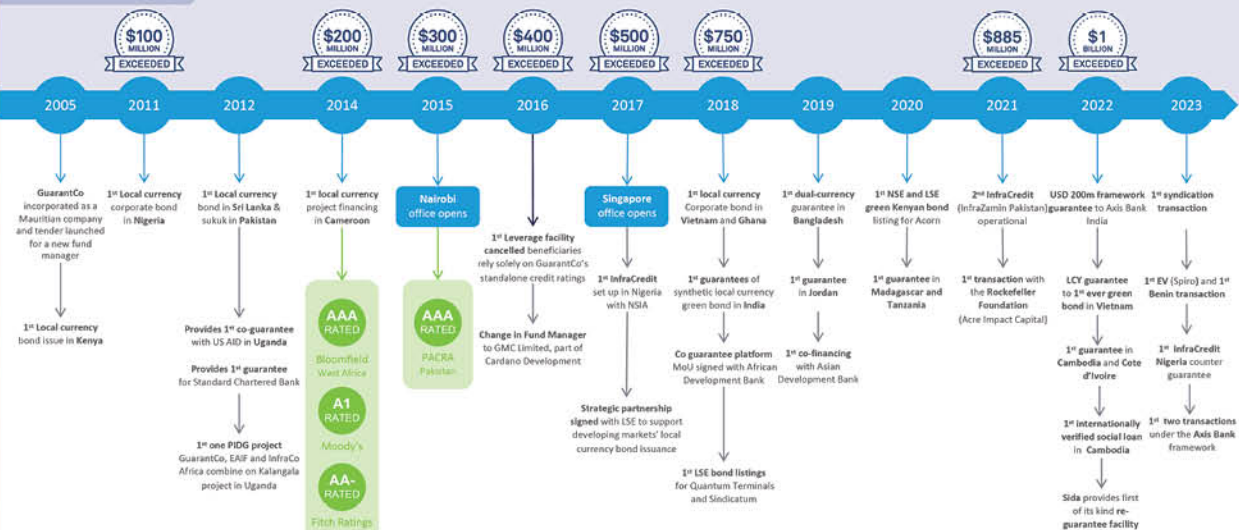 $100
MILLION
EXCEEDED
$200
MILLION
EXCEEDED
$300
MILLION
EXCEEDED
$400
MILLION
EXCEEDED
$500
MILLION
EXCEEDED
$750
MILLION
EXCEEDED
$885
MILLION
EXCEEDED
$1
BILLION
EXCEEDED
2005
2011
2012
2014
2015
2016
2017
2018
2019
2020
2021
2022
2023
GuarantCo
incorporated as a
Mauritian company
and tender launched
for a new fund
manager
1st Local currency
bond issue in Kenya
1st Local currency
corporate bond
in Nigeria
1st Local currency
bond in Sri Lanka &
sukuk in Pakistan
Provides 1st co-guarantee
with US AID in Uganda
Provides 1st guarantee
for Standard Chartered Bank
1st one PIDG project
GuarantCo, EAIF and InfraCo
Africa combine on Kalangala
project in Uganda
1st local currency
project financing
in Cameroon
AAA
RATED
Bloomfield
West Africa
A1
RATED
Moody's
AA-
RATED
Fitch Ratings
Nairobi
office opens
AAA
RATED
PACRA
Pakistan
1st Leverage facility
cancelled beneficiaries
rely solely on GuarantCo's
standalone credit ratings
Change in Fund Manager
to GMC Limited, part of
Cardano Development
Singapore
office opens
1st InfraCredit
set up in Nigeria
with NSIA
Strategic partnership
signed with LSE to support
developing markets' local
currency bond issuance
1st local currency
Corporate bond in
Vietnam and Ghana
1st guarantees of
synthetic local currency
green bond in India
Co guarantee platform
MoU signed with African
Development Bank
1st LSE bond listings
for Quantum Terminals
and Sindicatum
1st dual-currency
guarantee in
Bangladesh
1st guarantee
in Jordan
1st co-financing
with Asian
Development Bank
1st NSE and LSE
green Kenyan bond
listing for Acorn
1st guarantee in
Madagascar and
Tanzania
2nd InfraCredit
(InfraZamin Pakistan)
operational
1st transaction with
the Rockefeller
Foundation
(Acre Impact Capital)
USD 200m framework
guarantee to Axis Bank
India
LCY guarantee
to 1st ever green
bond in Vietnam
1st guarantee in
Cambodia and Cote
d'Ivoire
1st internationally
verified social loan
in Cambodia
Sida provides first
of its kind re-
guarantee facility
1st syndication
transaction
1st EV (Spiro) and 1st
Benin transaction
1st InfraCredit
Nigeria counter
guarantee
1st two transactions
under the Axis Bank
framework